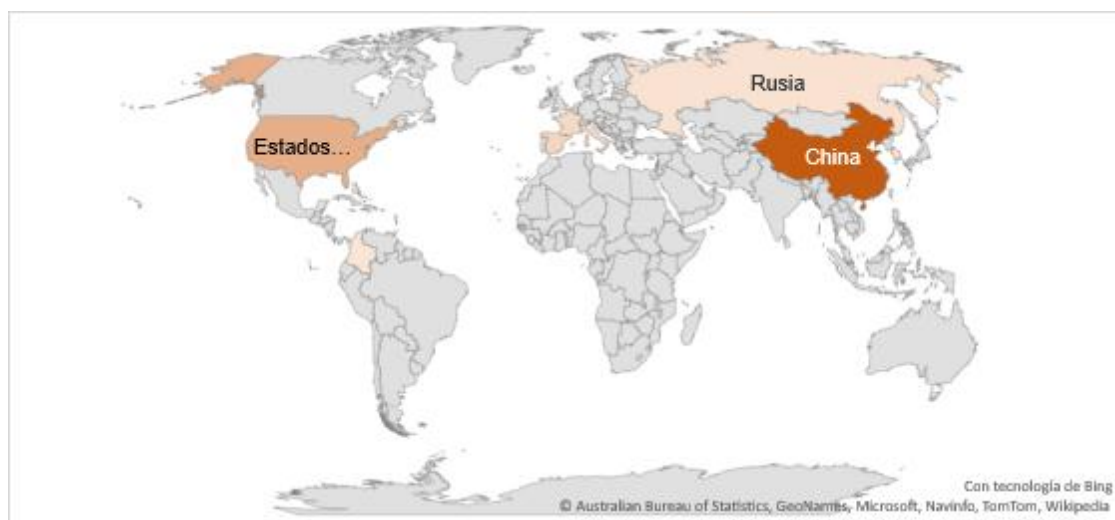 Rusia
Estados...
China
Con tecnología de Bing
© Australian Bureau of Statistics, GeoNames, Microsoft, Navinfo, TomTom, Wikipedia